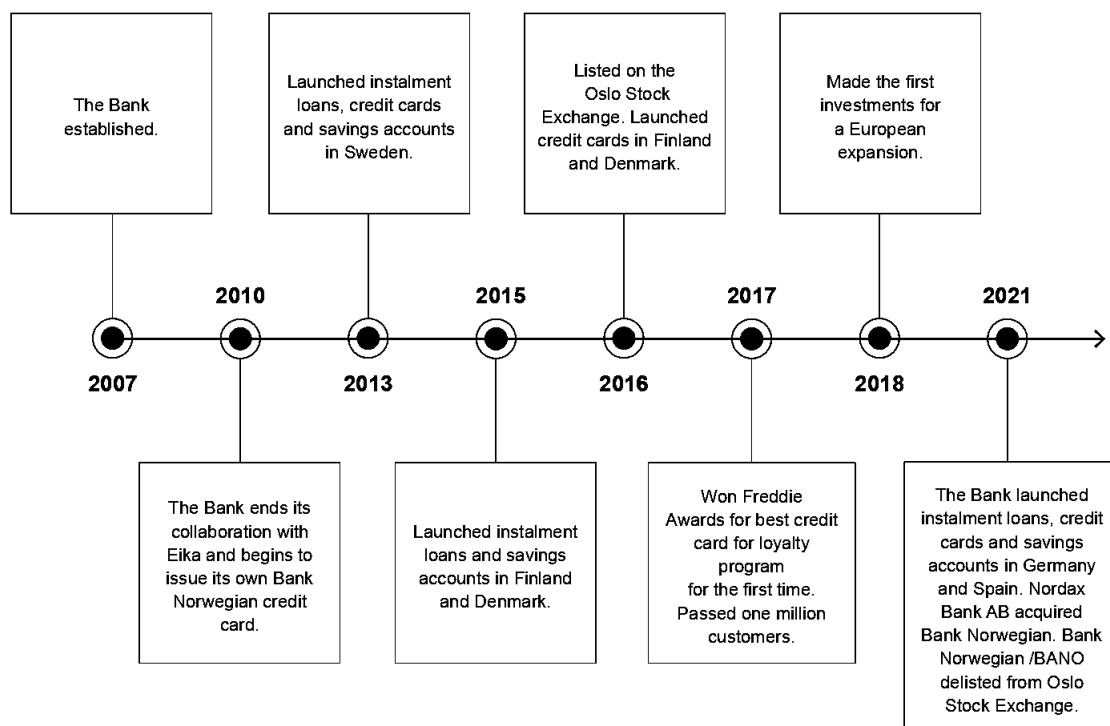 The Bank
established.
Launched instalment
loans, credit cards
and savings accounts
in Sweden.
Listed on the
Oslo Stock
Exchange. Launched
credit cards in Finland
and Denmark.
Made the first
investments for
a European
expansion.
2010
2015
2017
2021
2007
2013
2016
2018
The Bank ends its
collaboration with
Eika and begins to
issue its own Bank
Norwegian credit
card.
Launched instalment
loans and savings
accounts in Finland
and Denmark.
Won Freddie
Awards for best credit
card for loyalty
program
for the first time.
Passed one million
customers.
The Bank launched
instalment loans, credit
cards and savings
accounts in Germany
and Spain. Nordax
Bank AB acquired
Bank Norwegian. Bank
Norwegian /BANO
delisted from Oslo
Stock Exchange.